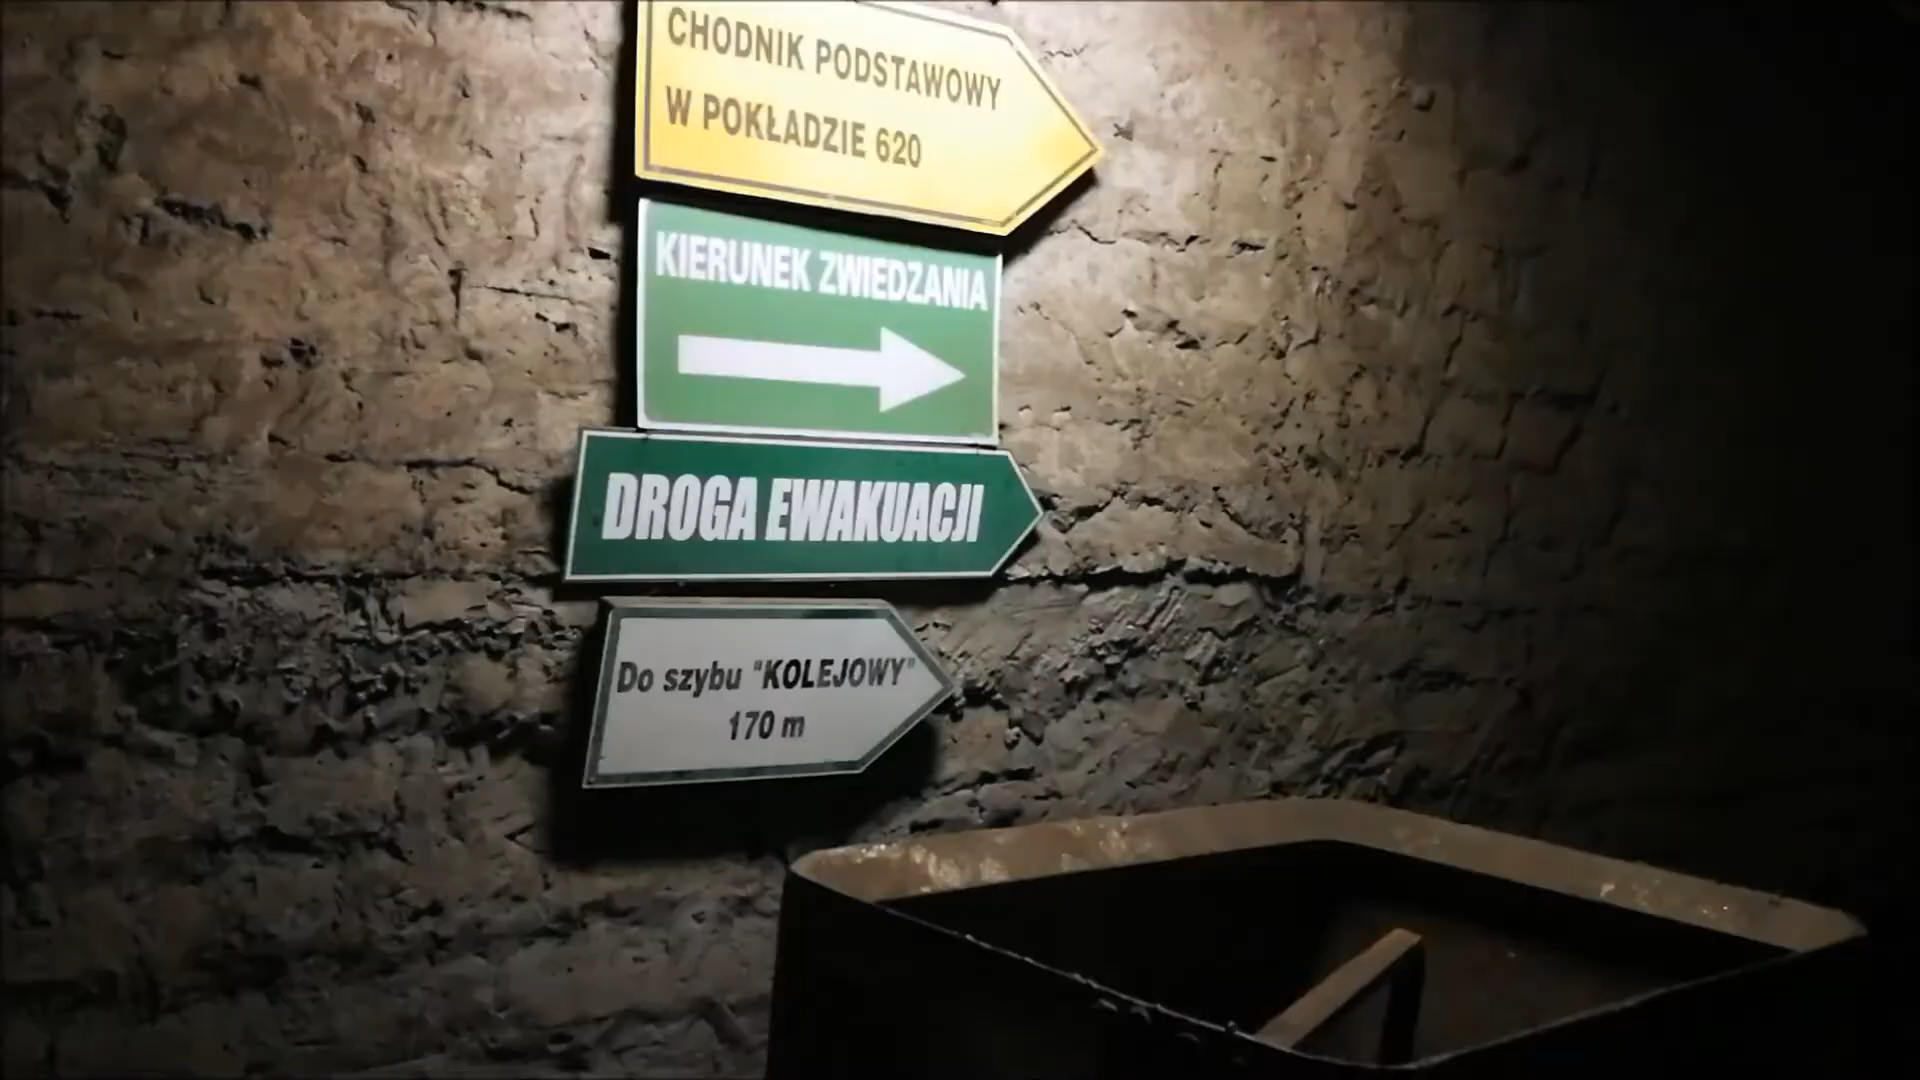 CHODNIK PODSTAWOWY
W POKŁADZIE 620
KIERUNEK ZWIEDZANIA
DROGA EWAKUACJI
Do szybu "KOLEJOWY"
170 m